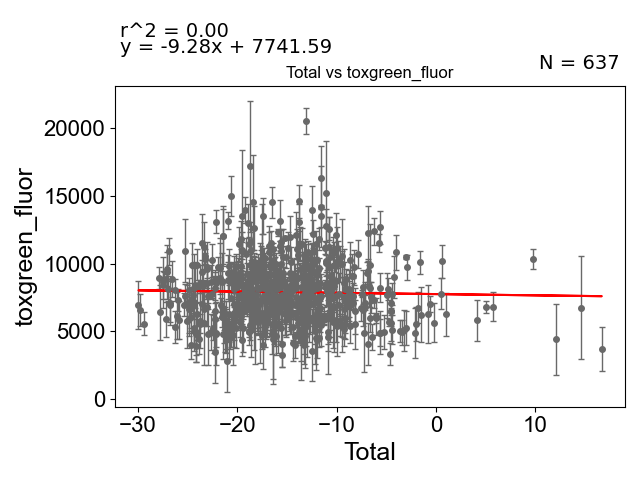 r^2 = 0.00
y = -9.28x + 7741.59
N = 637
Total vs toxgreen_fluor
20000
15000
10000
5000
0
toxgreen_fluor
−30 −20 −10 0 10
Total